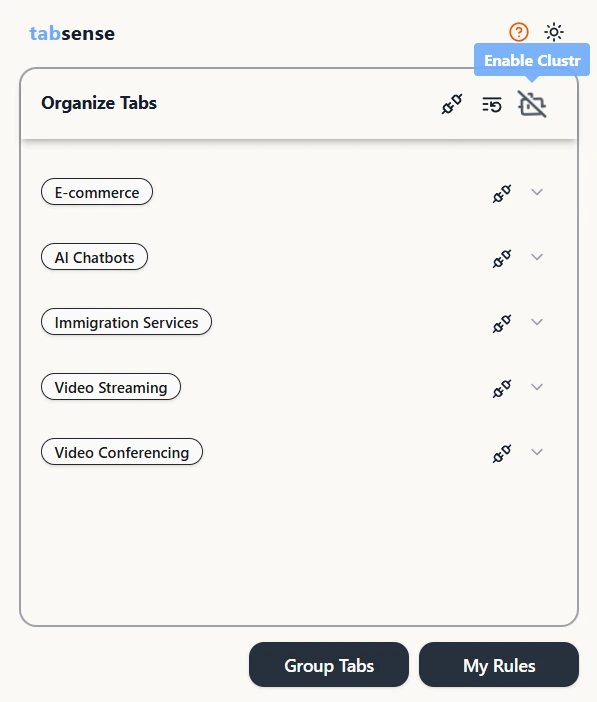 tabsense
Enable Clustr
Organize Tabs
E-commerce
AI Chatbots
Immigration Services
Video Streaming
Video Conferencing
Group Tabs
My Rules